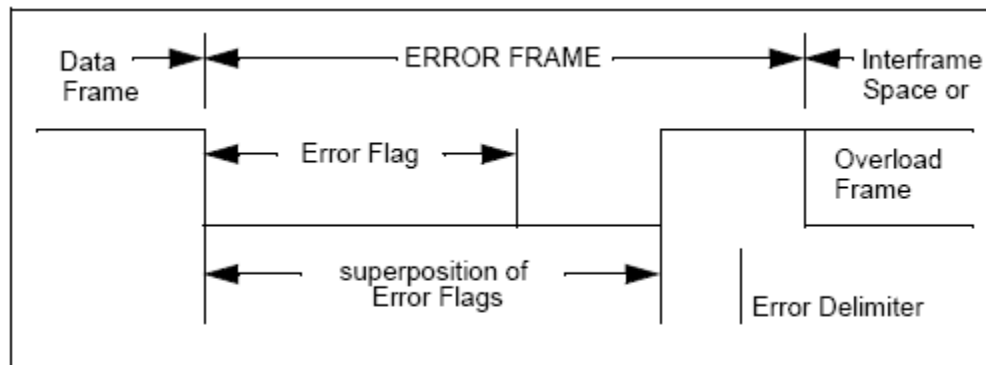 Data
Frame
ERROR FRAME
Interframe
Space or
Error Flag
Overload
Frame
superposition of
Error Flags
Error Delimiter